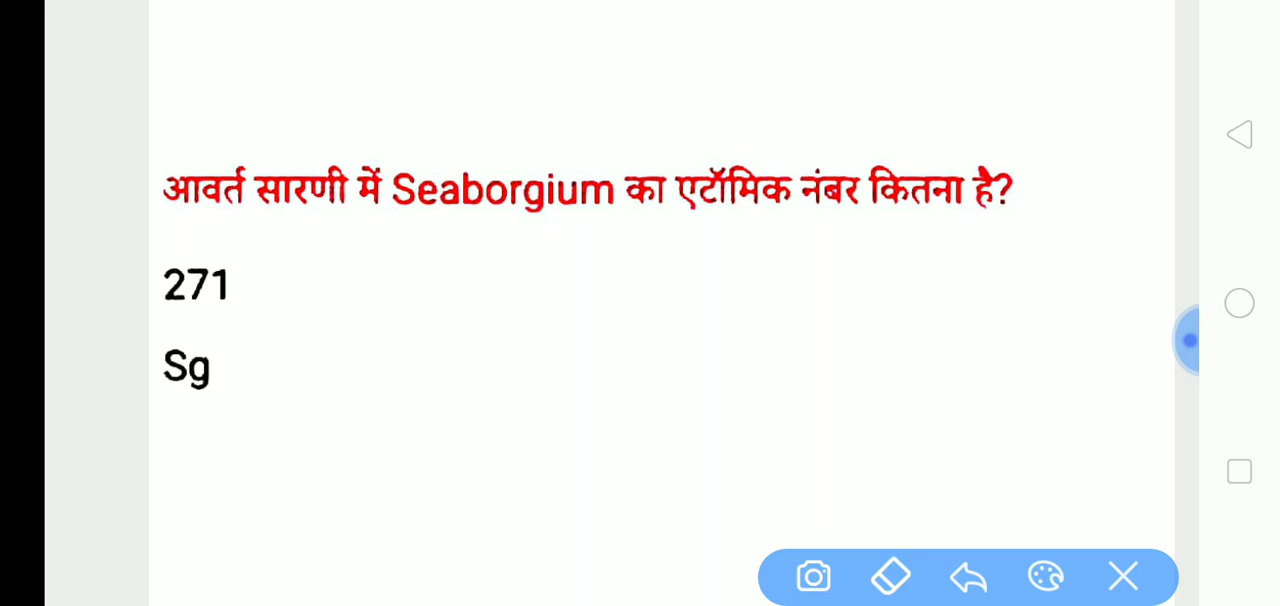 आवर्त सारणी में Seaborgium का एटॉमिक नंबर कितना है?
271
Sg